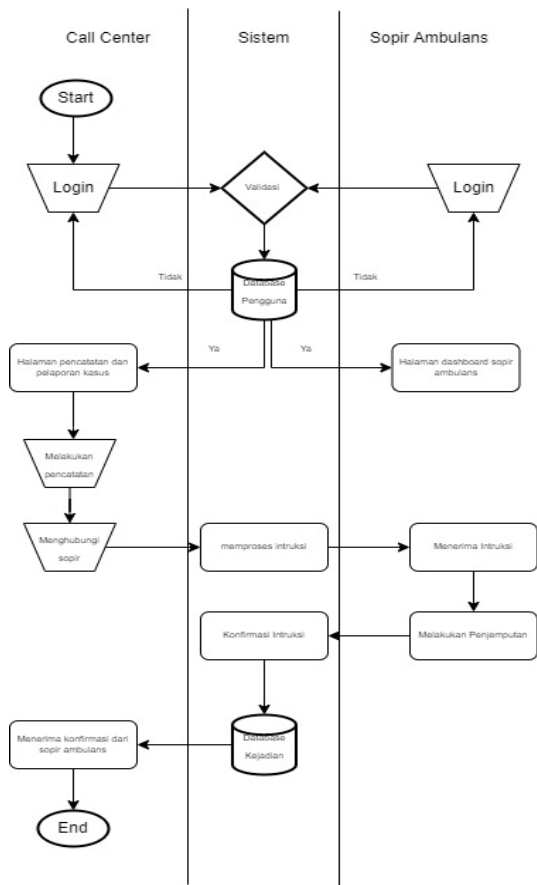 Call Center
Sistem
Sopir Ambulans
Start
Login
Validasi
Login
Tidak
Database
Pengguna
Tidak
Ya
Ya
Halaman pencatatan dan
pelaporan kasus
Halaman dashboard sopir
ambulans
Melakukan
pencatatan
Menghubungi
sopir
memproses intruksi
Menerima Intruksi
Konfirmasi Intruksi
Melakukan Penjemputan
Menerima konfirmasi dari
sopir ambulans
Database
Kejadian
End